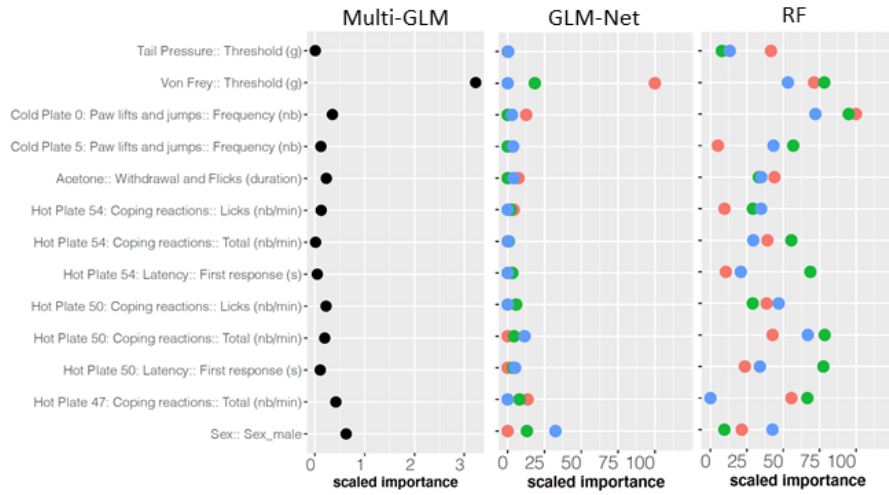 Multi-GLM GLM-Net RF
Tail Pressure:: Threshold (g)
Von Frey:: Threshold (g)
Cold Plate 0: Paw lifts and jumps:: Frequency (nb)
Cold Plate 5: Paw lifts and jumps:: Frequency (nb)
Acetone:: Withdrawal and Flicks (duration)
Hot Plate 54: Coping reactions:: Licks (nb/min)
Hot Plate 54: Coping reactions:: Total (nb/min)
Hot Plate 54: Latency:: First response (s)
Hot Plate 50: Coping reactions:: Licks (nb/min)
Hot Plate 50: Coping reactions:: Total (nb/min)
Hot Plate 50: Latency:: First response (s)
Hot Plate 47: Coping reactions:: Total (nb/min)
Sex:: Sex_male
0 1 2 3 0 25 50 75 100 0 25 50 75 100
scaled importance scaled importance scaled importance